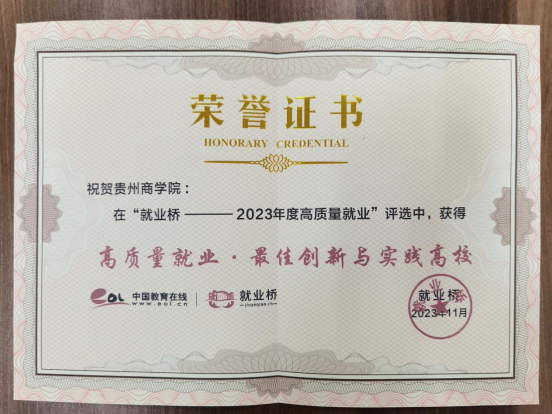 荣誉证书
HONORARY CREDENTIAL
祝贺贵州商学院：
在“就业桥———2023年度高质量就业”评选中，获得
高质量就业·最佳创新与实践高校
eol 中国教育在线
www.eol.cn
就业桥
就业桥
2023年11月